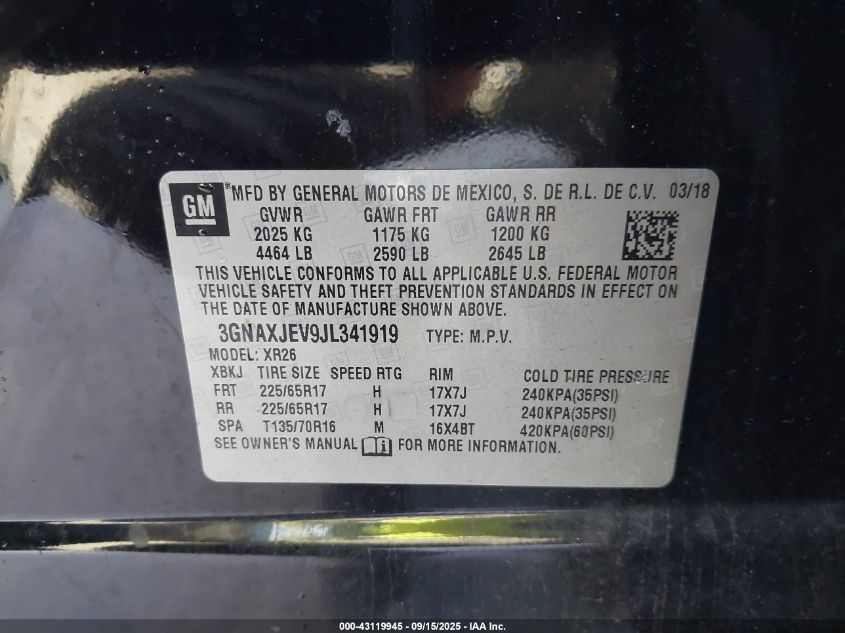 GM ® MFD BY GENERAL MOTORS DE MEXICO, S. DE R.L. DE C.V. 03/18
GVWR GAWR FRT GAWR RR
2025 KG 1175 KG 1200 KG
4464 LB 2590 LB 2645 LB
THIS VEHICLE CONFORMS TO ALL APPLICABLE U.S. FEDERAL MOTOR
VEHICLE SAFETY AND THEFT PREVENTION STANDARDS IN EFFECT ON
THE DATE OF MANUFACTURE SHOWN ABOVE.
3GNAXJEV9JL341919 TYPE: M.P.V.
MODEL: XR26
XBKJ TIRE SIZE SPEED RTG RIM COLD TIRE PRESSURE
FRT 225/65R17 H 17X7J 240KPA(35PSI)
RR 225/65R17 H 17X7J 240KPA(35PSI)
SPA T135/70R16 M 16X4BT 420KPA(60PSI)
SEE OWNER'S MANUAL i FOR MORE INFORMATION.
000-43119945 - 09/15/2025 - IAA Inc.